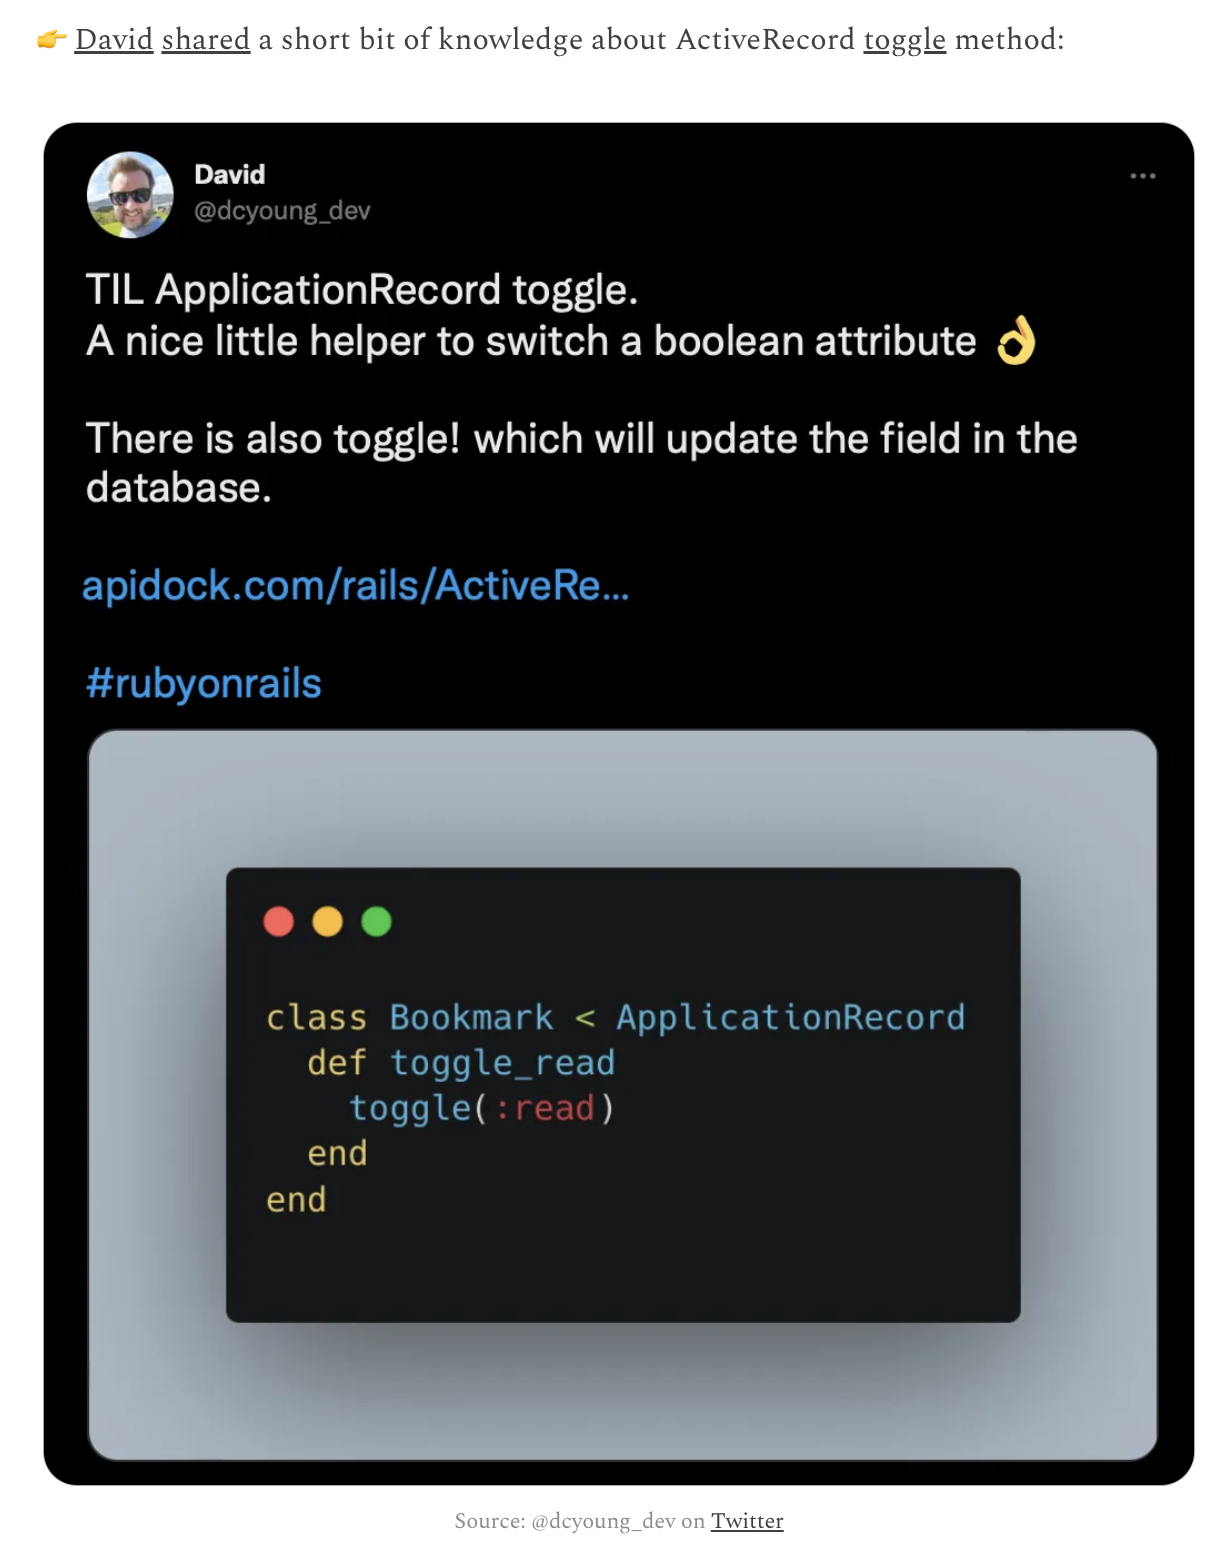 👉 David shared a short bit of knowledge about ActiveRecord toggle method:
David
@dcyoung_dev
TIL ApplicationRecord toggle.
A nice little helper to switch a boolean attribute 👌
There is also toggle! which will update the field in the
database.
apidock.com/rails/ActiveRe...
#rubyonrails
class Bookmark < ApplicationRecord
  def toggle_read
    toggle(:read)
  end
end
Source: @dcyoung_dev on Twitter